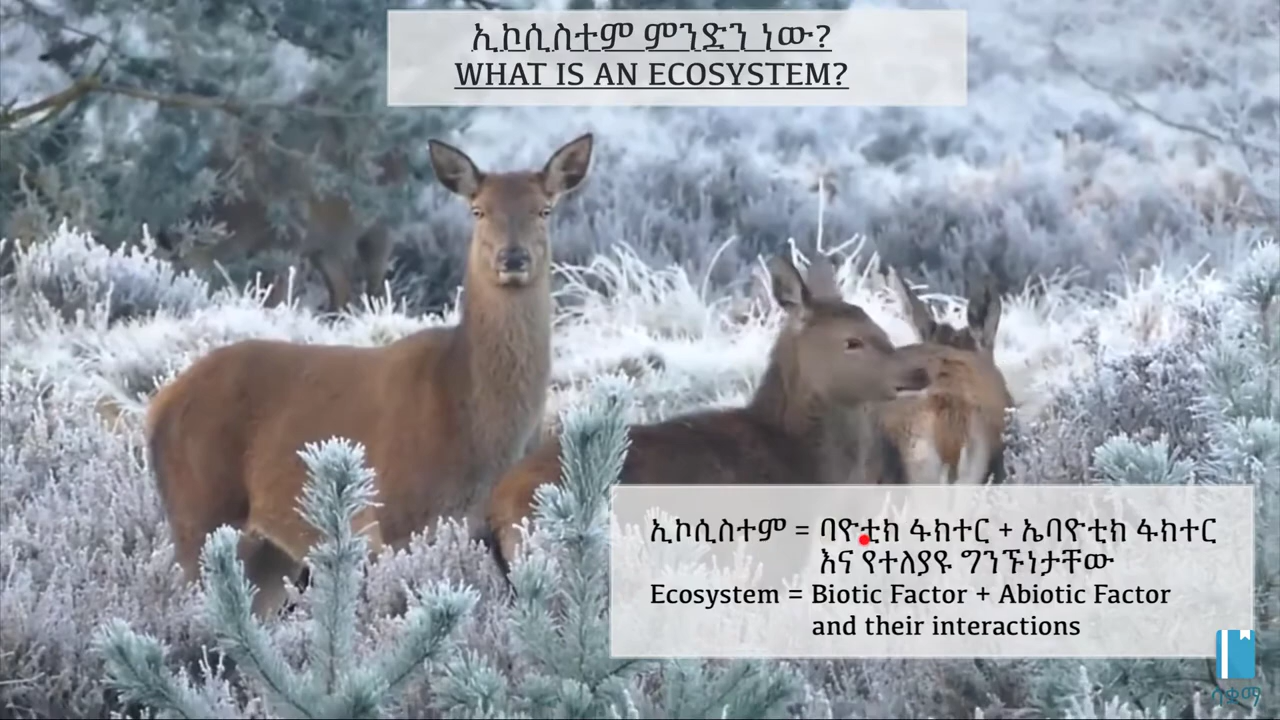 ኢኮሲስተም ምንድን ነው?
WHAT IS AN ECOSYSTEM?
ኢኮሲስተም = ባዮቲክ ፋክተር + ኤባዮቲክ ፋክተር
እና የተለያዩ ግንኙነታቸው
Ecosystem = Biotic Factor + Abiotic Factor
and their interactions